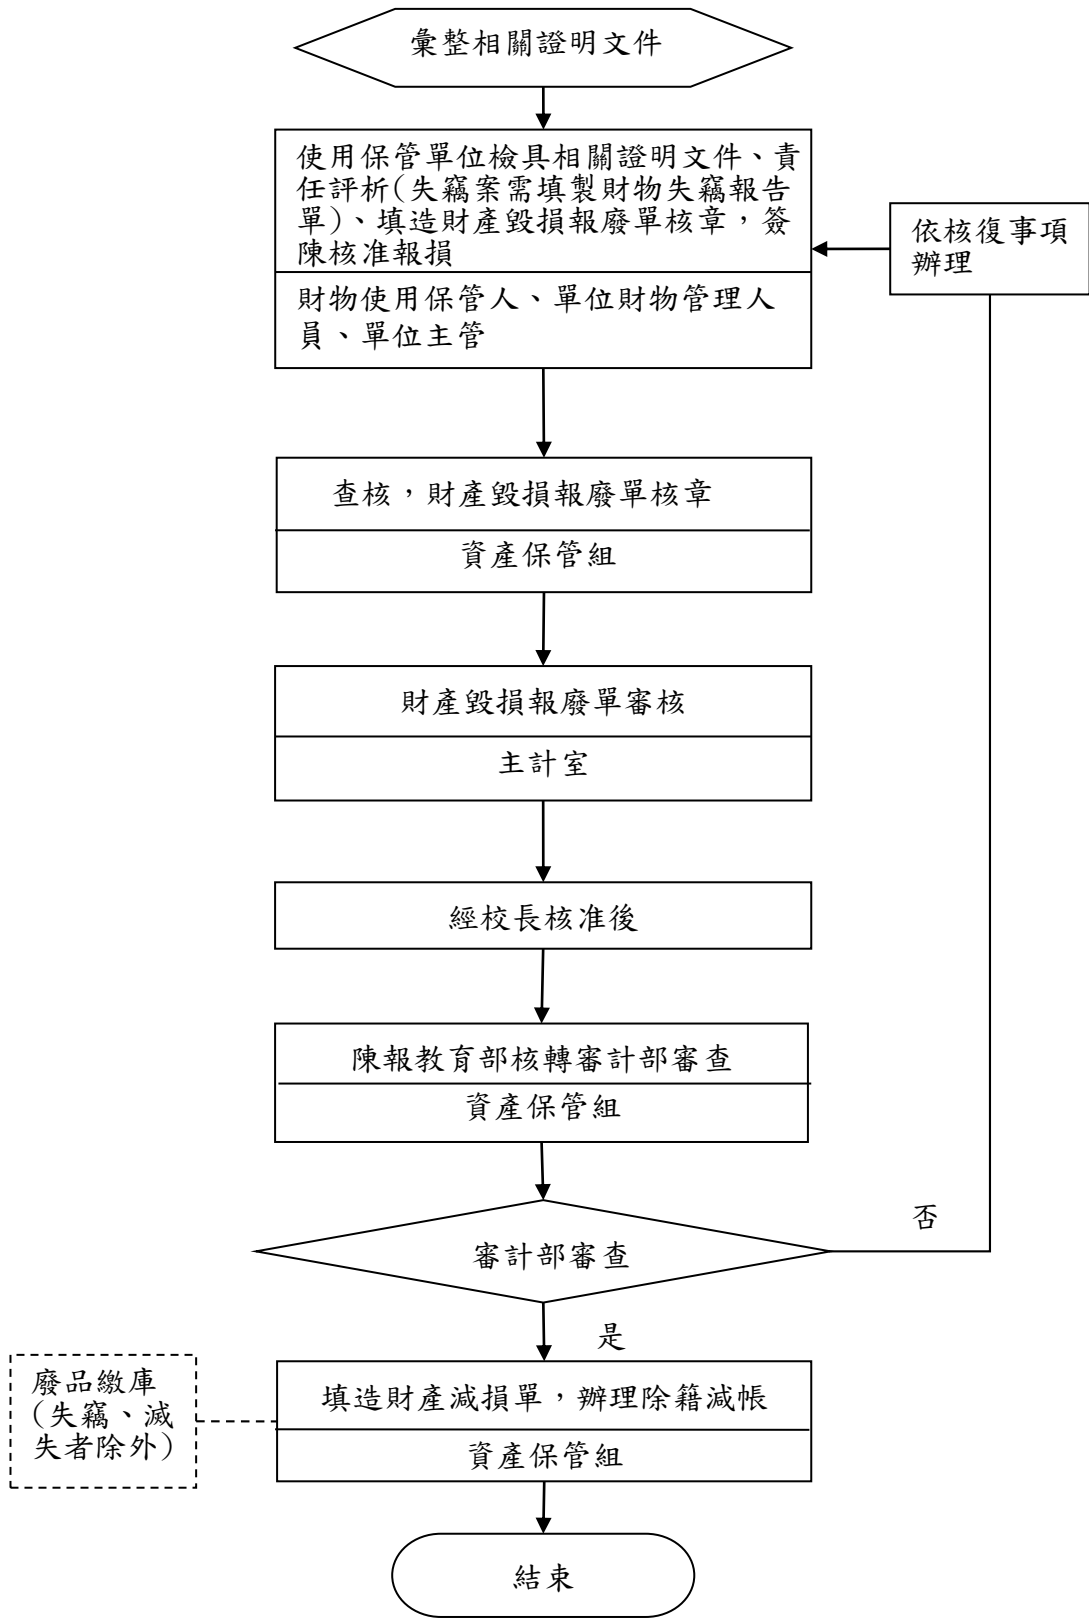 彙整相關證明文件
使用保管單位檢具相關證明文件、責
任評析(失竊案需填製財物失竊報告
單)、填造財產毀損報廢單核章，簽
陳核准報損
財物使用保管人、單位財物管理人
員、單位主管
依核復事項
辦理
查核，財產毀損報廢單核章
資產保管組
財產毀損報廢單審核
主計室
經校長核准後
陳報教育部核轉審計部審查
資產保管組
審計部審查
否
是
廢品繳庫
(失竊、滅
失者除外)
填造財產減損單，辦理除籍減帳
資產保管組
結束